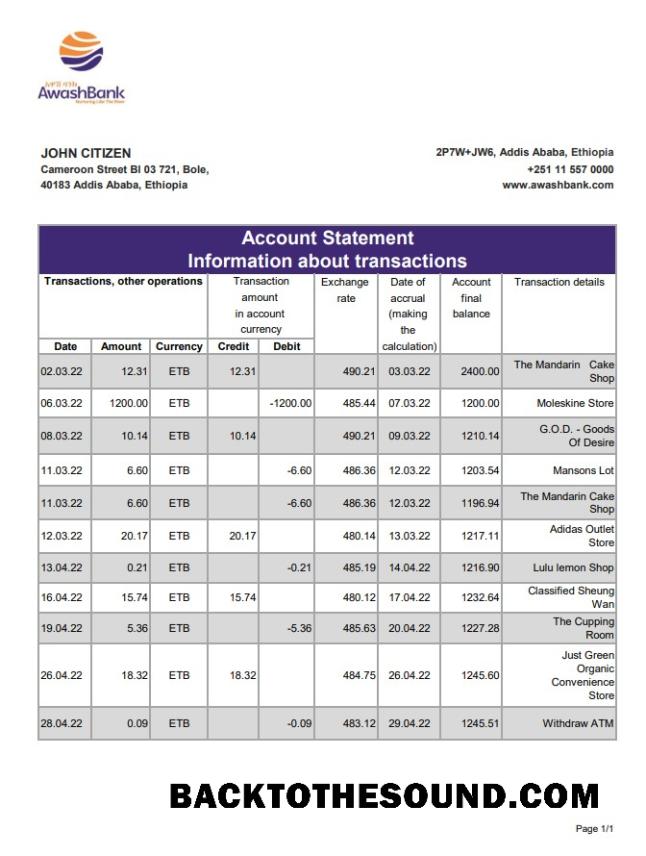 AwashBank
Nurturing Like The River
JOHN CITIZEN
Cameroon Street Bl 03 721, Bole,
40183 Addis Ababa, Ethiopia
2P7W+JW6, Addis Ababa, Ethiopia
+251 11 557 0000
www.awashbank.com
Account Statement
Information about transactions
Transactions, other operations
Transaction
amount
in account
currency
Exchange
rate
Date of
accrual
(making
the
calculation)
Account
final
balance
Transaction details
Date Amount Currency Credit Debit
02.03.22 12.31 ETB 12.31 490.21 03.03.22 2400.00 The Mandarin Cake
Shop
06.03.22 1200.00 ETB -1200.00 485.44 07.03.22 1200.00 Moleskine Store
08.03.22 10.14 ETB 10.14 490.21 09.03.22 1210.14 G.O.D. - Goods
Of Desire
11.03.22 6.60 ETB -6.60 486.36 12.03.22 1203.54 Mansons Lot
11.03.22 6.60 ETB -6.60 486.36 12.03.22 1196.94 The Mandarin Cake
Shop
12.03.22 20.17 ETB 20.17 480.14 13.03.22 1217.11 Adidas Outlet
Store
13.04.22 0.21 ETB -0.21 485.19 14.04.22 1216.90 Lulu lemon Shop
16.04.22 15.74 ETB 15.74 480.12 17.04.22 1232.64 Classified Sheung
Wan
19.04.22 5.36 ETB -5.36 485.63 20.04.22 1227.28 The Cupping
Room
26.04.22 18.32 ETB 18.32 484.75 26.04.22 1245.60 Just Green
Organic
Convenience
Store
28.04.22 0.09 ETB -0.09 483.12 29.04.22 1245.51 Withdraw ATM
BACKTOTHESOUND.COM
Page 1/1